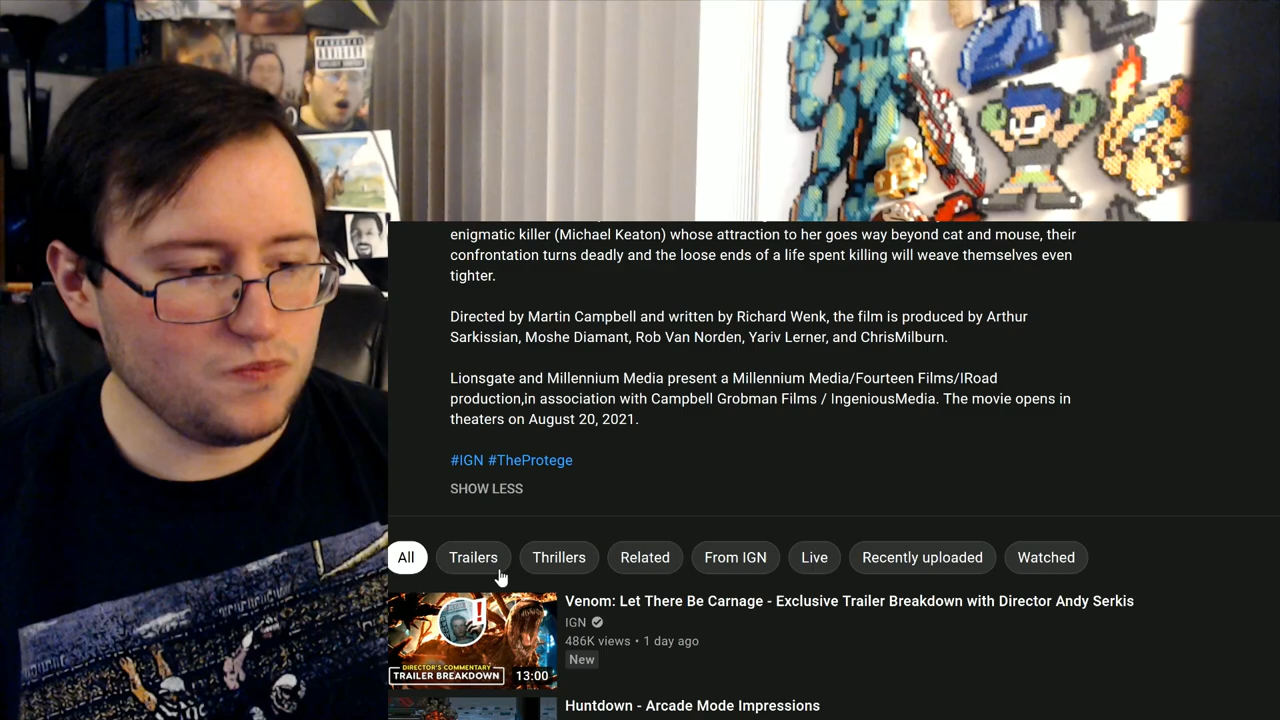 PARENTAL
ADVISORY
enigmatic killer (Michael Keaton) whose attraction to her goes way beyond cat and mouse, their
confrontation turns deadly and the loose ends of a life spent killing will weave themselves even
tighter.
Directed by Martin Campbell and written by Richard Wenk, the film is produced by Arthur
Sarkissian, Moshe Diamant, Rob Van Norden, Yariv Lerner, and ChrisMilburn.
Lionsgate and Millennium Media present a Millennium Media/Fourteen Films/IRoad
production,in association with Campbell Grobman Films / IngeniousMedia. The movie opens in
theaters on August 20, 2021.
#IGN #TheProtege
SHOW LESS
All Trailers Thrillers Related From IGN Live Recently uploaded Watched
Venom: Let There Be Carnage - Exclusive Trailer Breakdown with Director Andy Serkis
IGN
486K views • 1 day ago
New
DIRECTOR'S COMMENTARY
TRAILER BREAKDOWN
13:00
Huntdown - Arcade Mode Impressions